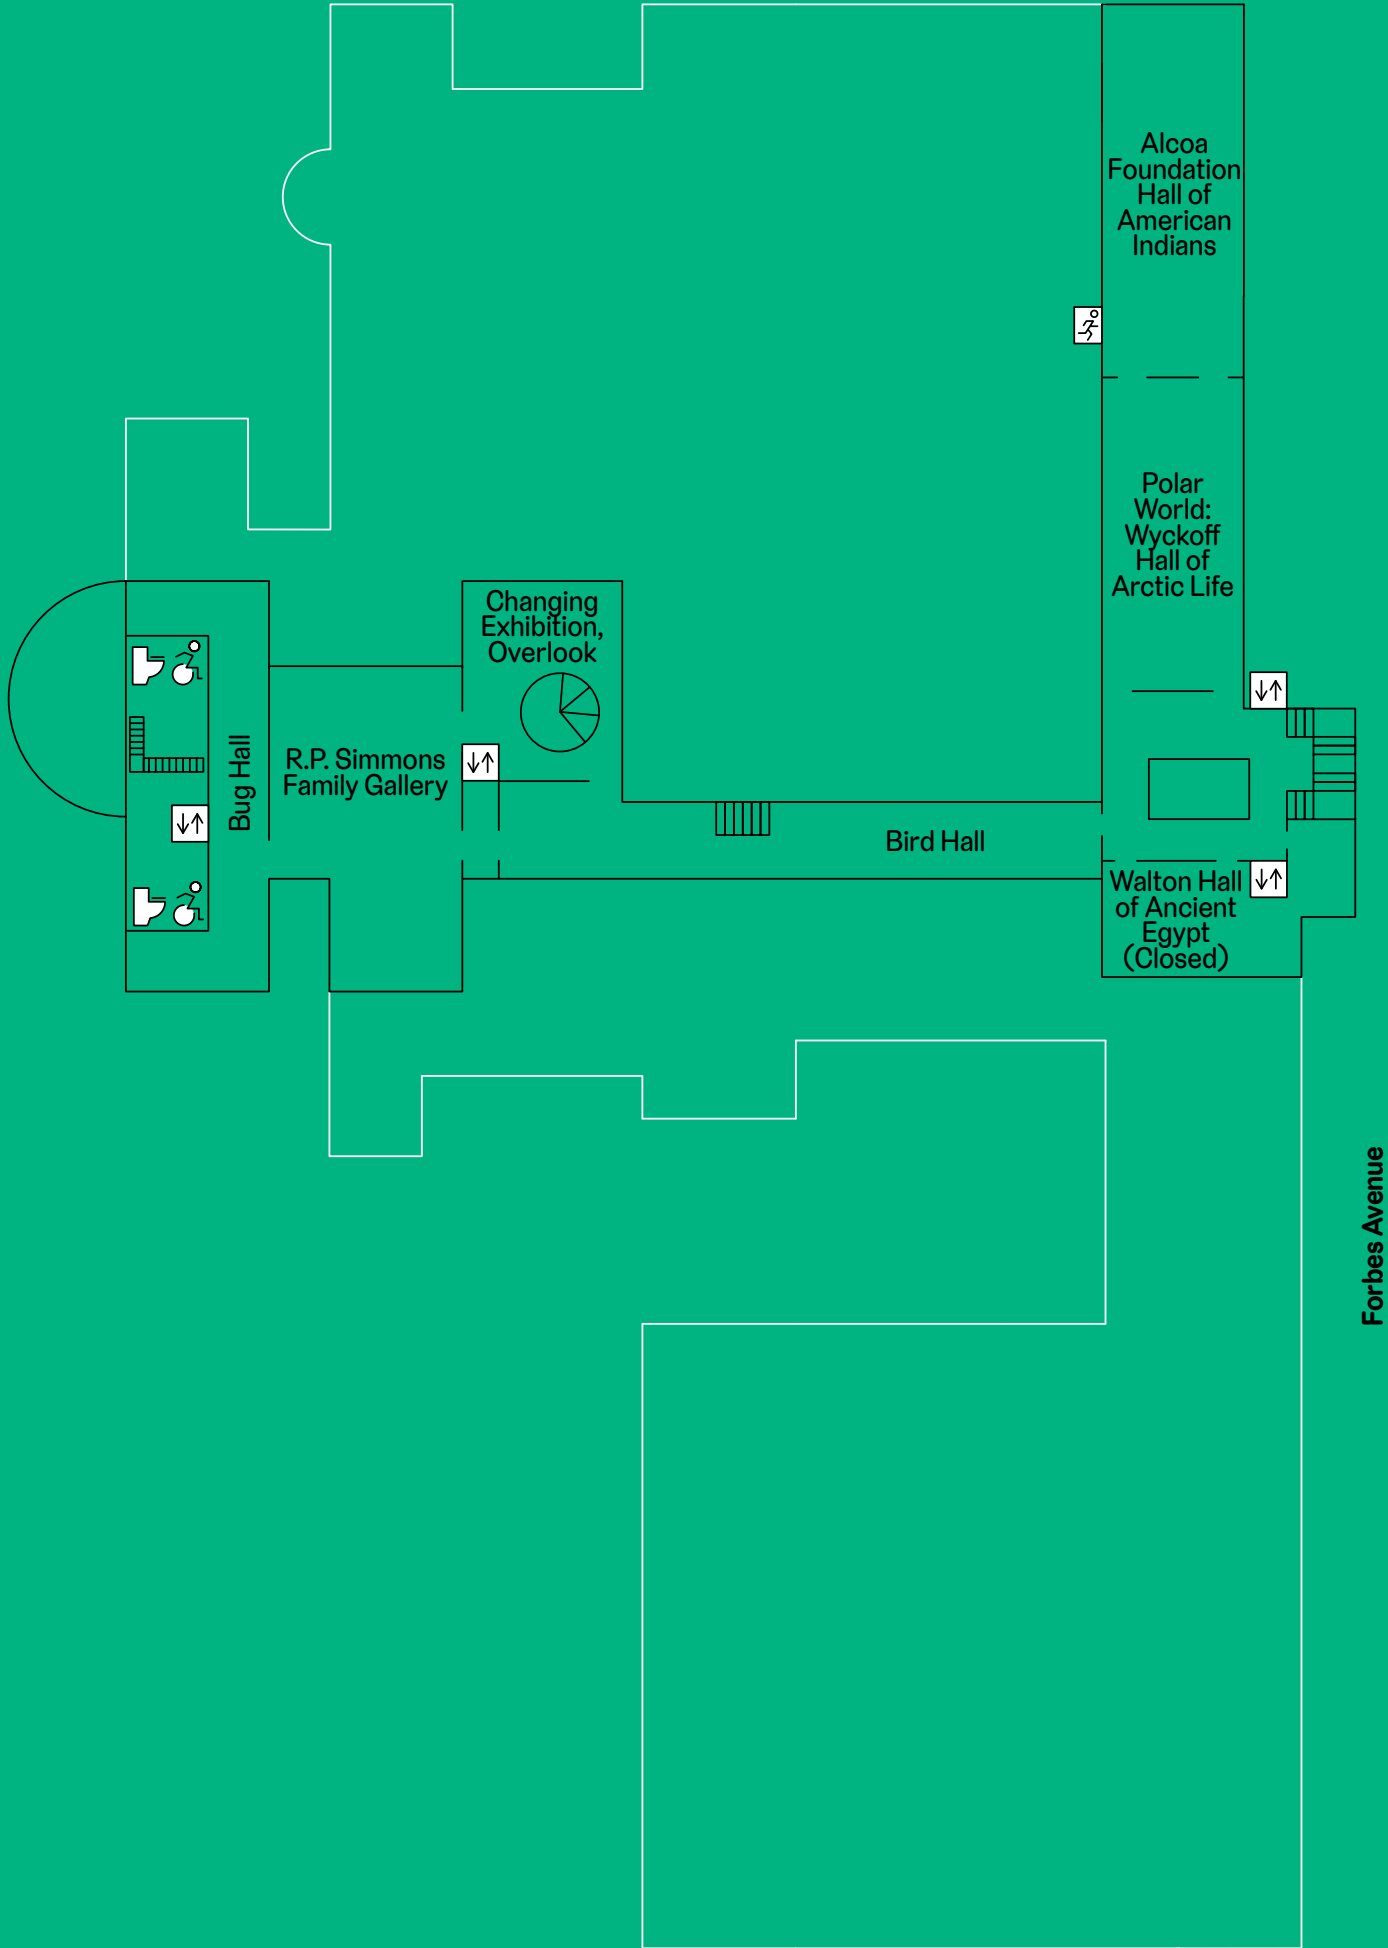 Alcoa
Foundation
Hall of
American
Indians
Polar
World:
Wyckoff
Hall of
Arctic Life
Changing
Exhibition,
Overlook
R.P. Simmons
Family Gallery
Bug Hall
Bird Hall
Walton Hall
of Ancient
Egypt
(Closed)
Forbes Avenue